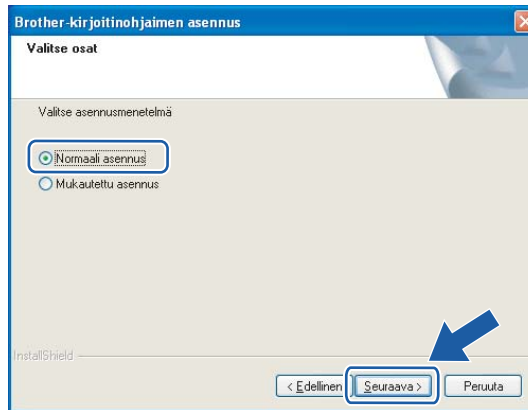 Brother-kirjoitinohjaimen asennus
Valitse osat
Valitse asennusmenetelmä
Normaali asennus
Mukautettu asennus
InstallShield
< Edellinen
Seuraava >
Peruuta